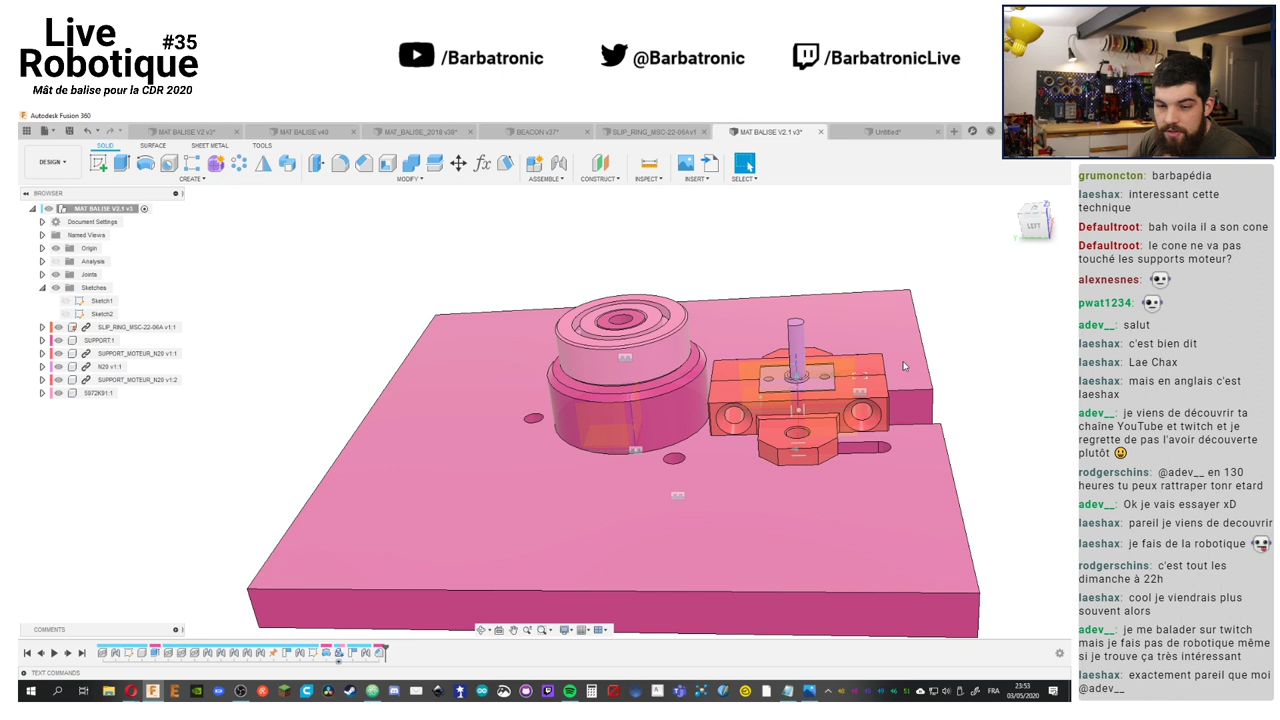 Live
Robotique #35
Mât de balise pour la CDR 2020
/Barbatronic
@Barbatronic
/BarbatronicLive
Autodesk Fusion 360
MAT BALISE V2 v3*
MAT BALISE v40
MAT_BALISE_2018 v38*
BEACON v37*
SLIP_RING_MSC-22-06A v1
MAT BALISE V2.1 v3*
Untitled*
SOLID
SURFACE
SHEET METAL
TOOLS
DESIGN
CREATE
MODIFY
ASSEMBLE
CONSTRUCT
INSPECT
INSERT
SELECT
BROWSER
MAT BALISE V2.1 v3
Document Settings
Named Views
Origin
Analysis
Joints
Sketches
Sketch1
Sketch2
SLIP_RING_MSC-22-06A v1:1
SUPPORT:1
SUPPORT_MOTEUR_N20 v1:1
N20 v1:1
SUPPORT_MOTEUR_N20 v1:2
5972K91:1
LEFT
COMMENTS
TEXT COMMANDS
FRA
23:53
03/05/2020
grumoncton: barbapédia
laeshax: interessant cette
technique
Defaultroot: bah voila il a son cone
Defaultroot: le cone ne va pas
touché les supports moteur?
alexnesnes:
pwat1234:
adev__: salut
laeshax: c'est bien dit
laeshax: Lae Chax
laeshax: mais en anglais c'est
laeshax
adev__: je viens de découvrir ta
chaîne YouTube et twitch et je
regrette de pas l'avoir découverte
plutôt
rodgerschins: @adev__ en 130
heures tu peux rattraper tonr etard
adev__: Ok je vais essayer xD
laeshax: pareil je viens de decouvrir
laeshax: je fais de la robotique
rodgerschins: c'est tout les
dimanche à 22h
laeshax: cool je viendrais plus
souvent alors
adev__: je me balader sur twitch
mais je fais pas de robotique même
si je trouve ça très intéressant
laeshax: exactement pareil que moi
@adev__